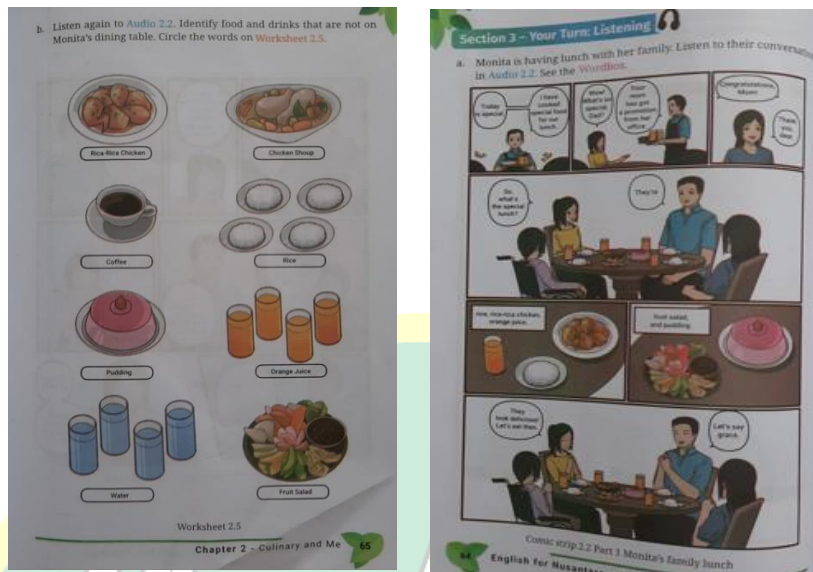 b. Listen again to Audio 2.2. Identify food and drinks that are not on
Monita's dining table. Circle the words on Worksheet 2.5.
Rica-Rica Chicken
Chicken Shoup
Coffee
Rice
Pudding
Orange Juice
Water
Fruit Salad
Worksheet 2.5
Chapter 2 - Culinary and Me 65
Section 3 – Your Turn: Listening
a. Monita is having lunch with her family. Listen to their conversation
in Audio 2.2. See the Wordbox.
Today
is special.
I have
cooked
special food
for our
lunch.
Wow!
What's so
special,
Dad?
Your
mom
has got
a promotion
from her
office.
Congratulations,
Mom!
Thank
you,
dear.
So,
what's
the special
lunch?
They're
rice, rica-rica chicken,
orange juice,
fruit salad,
and pudding.
They
look delicious!
Let's eat then.
Let's say
grace.
Comic strip 2.2 Part 1 Monita's family lunch
64 English for Nusantara